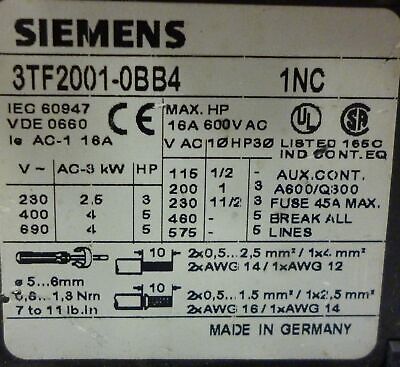 SIEMENS
3TF2001-0BB4 1NC
IEC 60947
VDE 0660
Ie AC-1 16A
CE
MAX. HP
16A 600V AC
UL
SA
V AC 1Ø HP 3Ø
LISTED 165C
IND CONT. EQ
V ~ AC-3 kW HP
230 2.5 3
400 4 5
690 4 5
115 1/2 -
200 1 3
230 1 1/2 3
460 - 5
575 - 5
AUX. CONT.
A600/Q300
FUSE 45A MAX.
BREAK ALL
LINES
10
2x0,5...2,5 mm² / 1x4 mm²
2xAWG 14 / 1xAWG 12
ø 5...6mm
0,8...1,3 Nm
7 to 11 lb.in
10
2x0,5...1.5 mm² / 1x2,5 mm²
2xAWG 16 / 1xAWG 14
MADE IN GERMANY